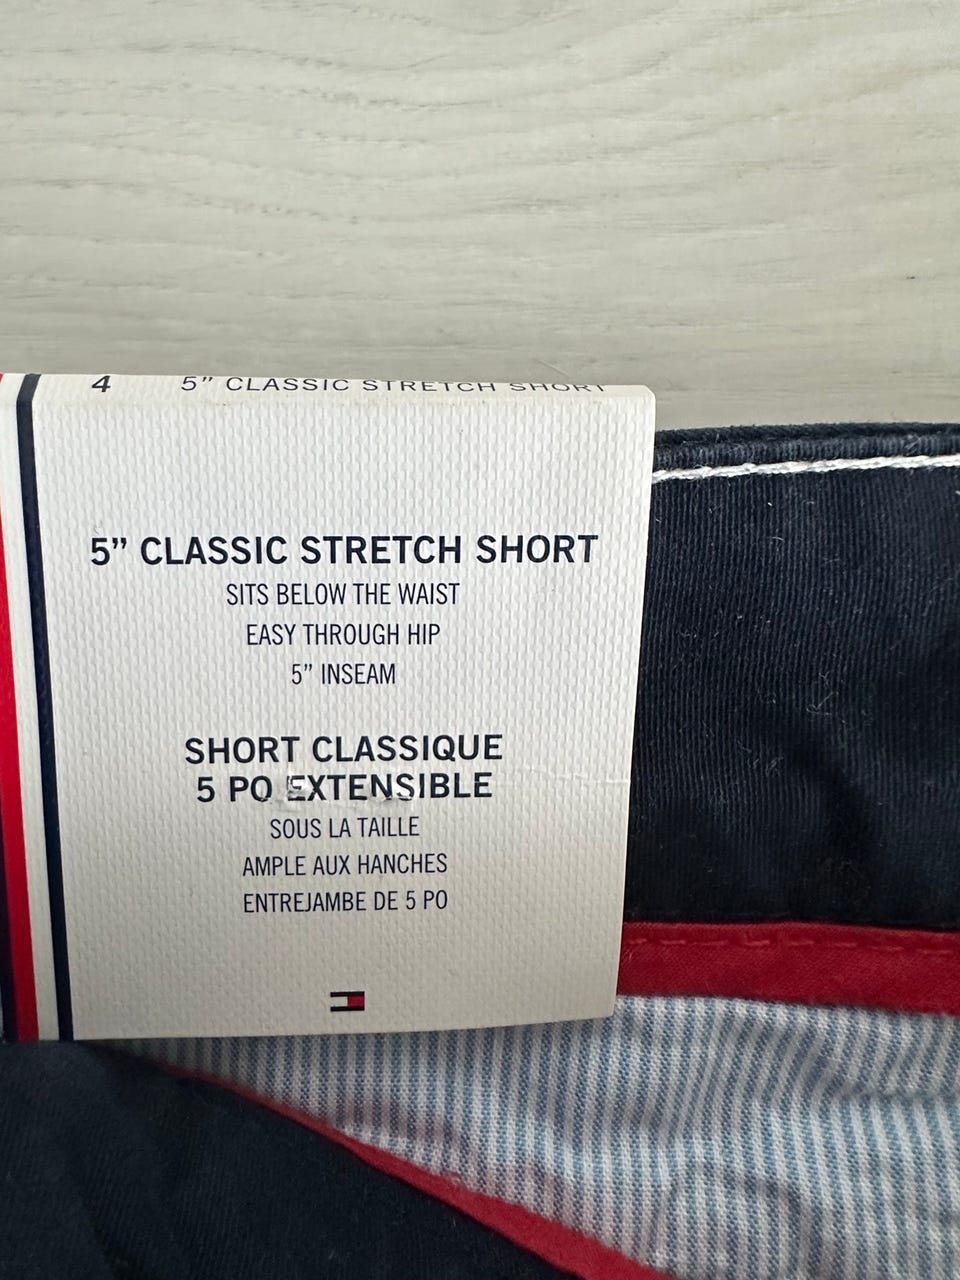 4 5” CLASSIC STRETCH SHORT
5” CLASSIC STRETCH SHORT
SITS BELOW THE WAIST
EASY THROUGH HIP
5” INSEAM
SHORT CLASSIQUE
5 PO EXTENSIBLE
SOUS LA TAILLE
AMPLE AUX HANCHES
ENTREJAMBE DE 5 PO